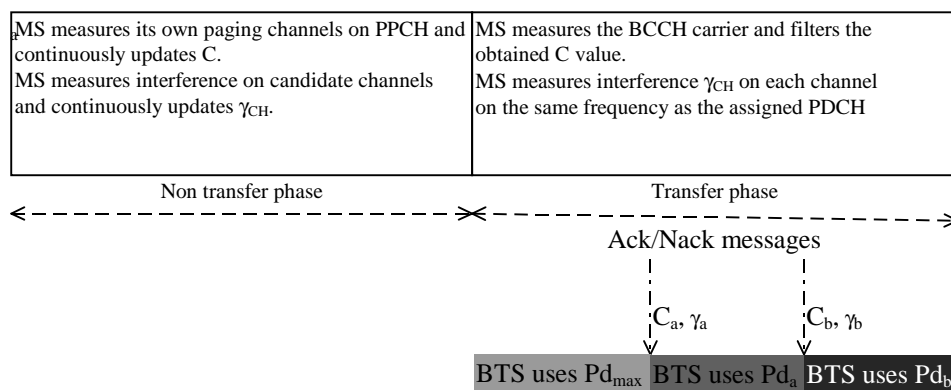 MS measures its own paging channels on PPCH and
continuously updates C.
MS measures interference on candidate channels
and continuously updates γCH.
MS measures the BCCH carrier and filters the
obtained C value.
MS measures interference γCH on each channel
on the same frequency as the assigned PDCH
a
Non transfer phase
Transfer phase
Ack/Nack messages
Ca, γa
Cb, γb
BTS uses Pdmax
BTS uses Pda
BTS uses Pdb